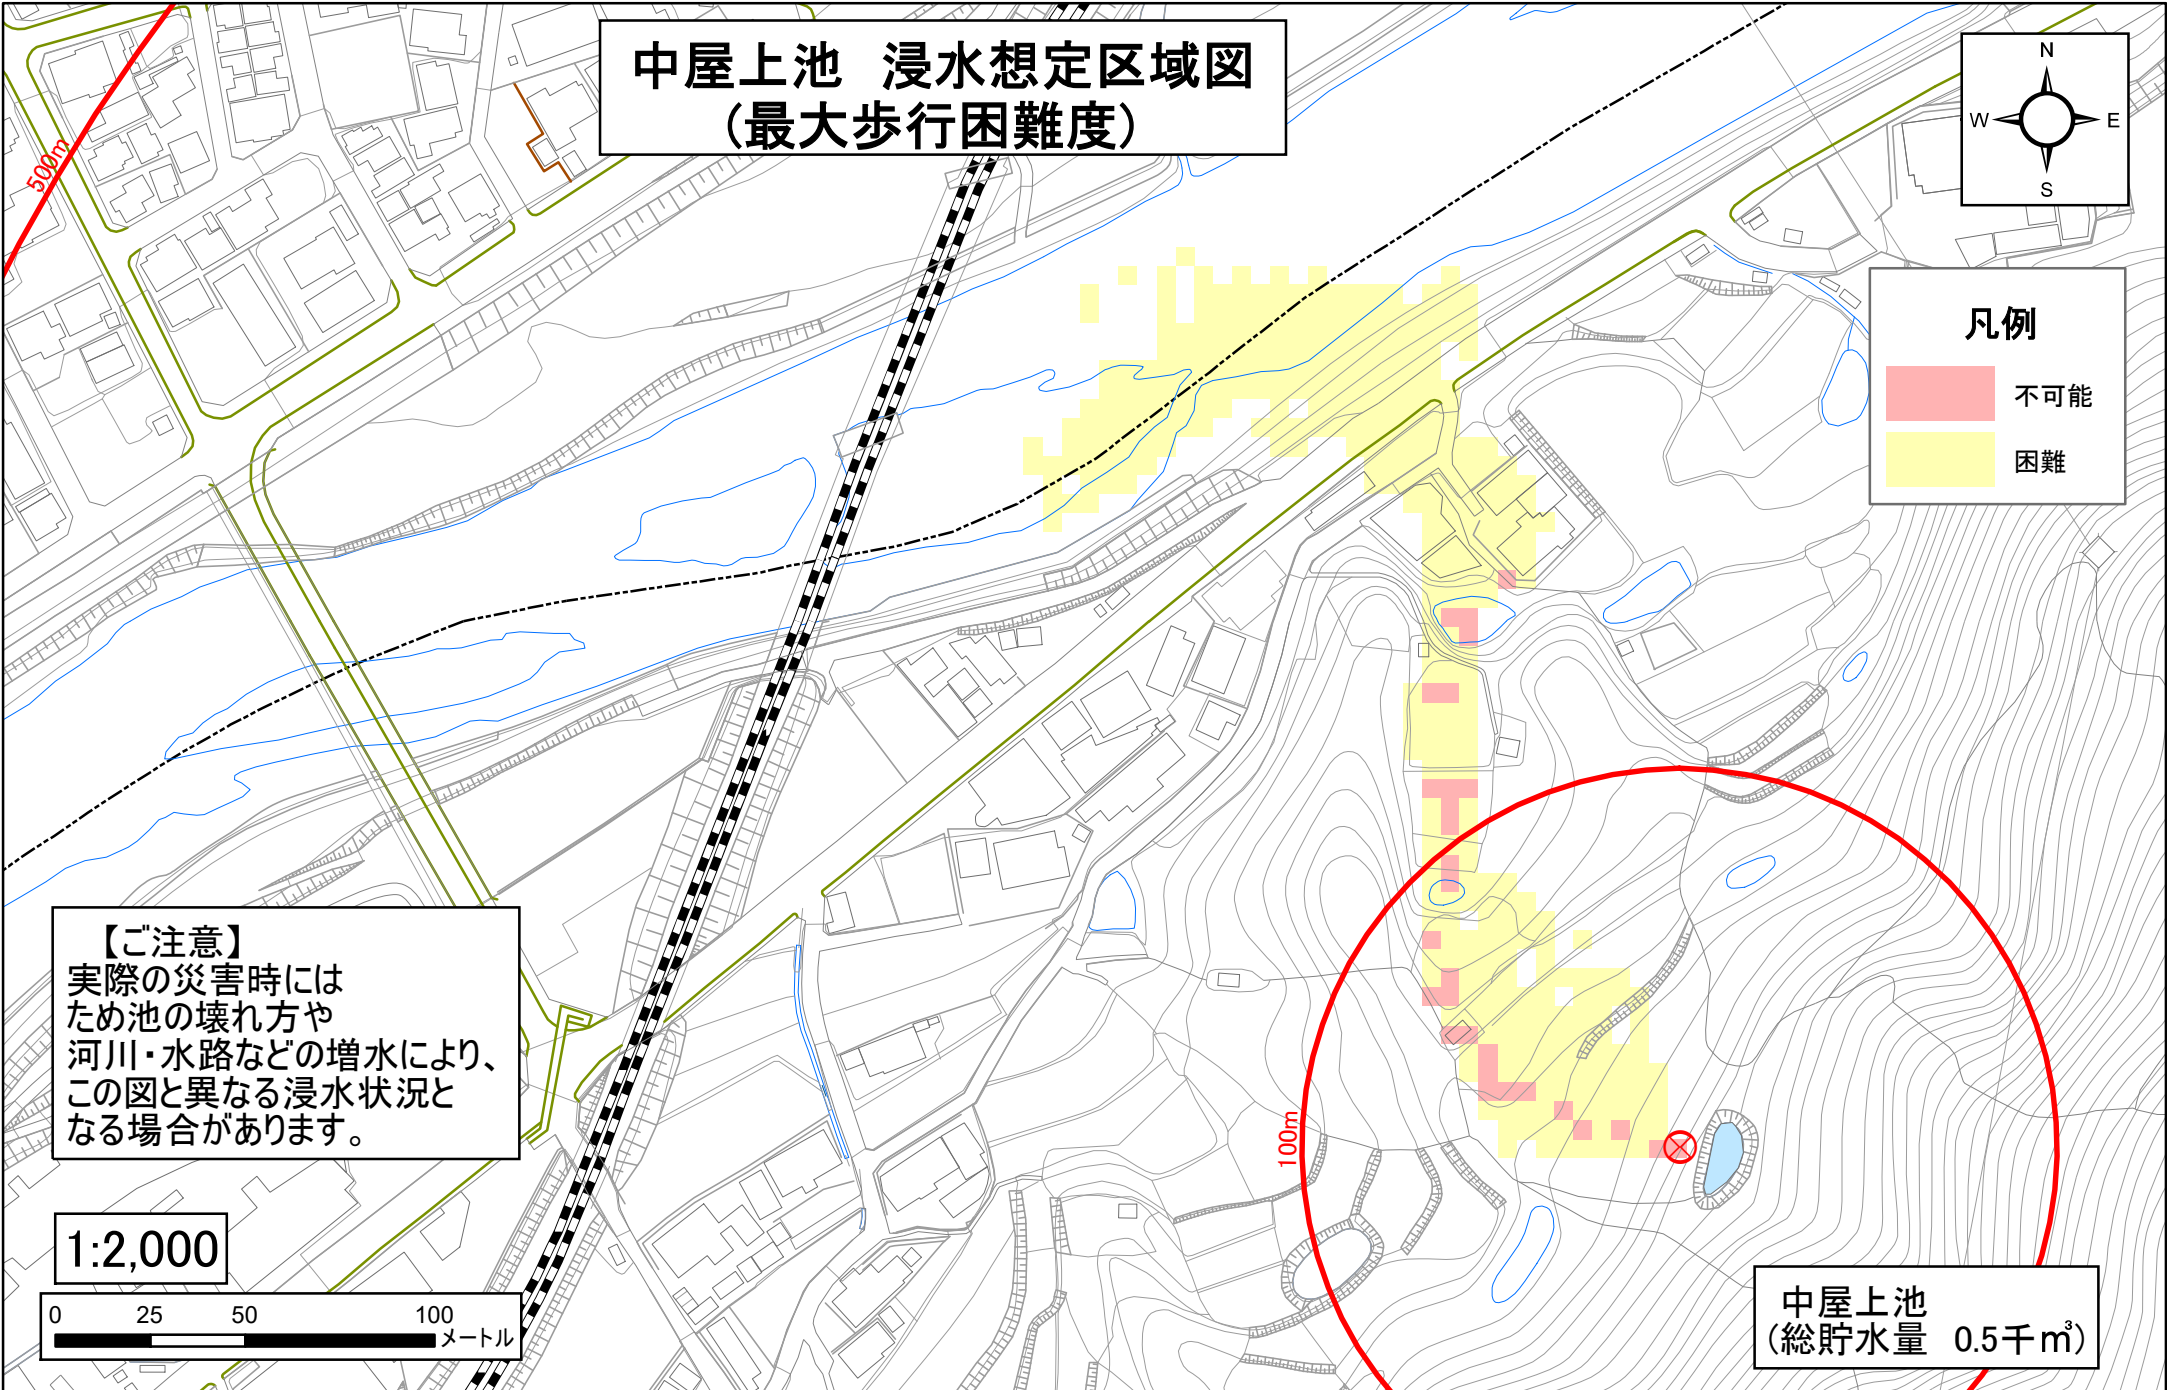 中屋上池　浸水想定区域図
(最大歩行困難度)
N
W
E
S
500m
凡例
不可能
困難
【ご注意】
実際の災害時には
ため池の壊れ方や
河川・水路などの増水により、
この図と異なる浸水状況と
なる場合があります。
100m
1:2,000
0 25 50 100
メートル
中屋上池
(総貯水量　0.5千㎥)